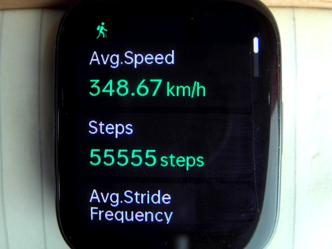 Avg.Speed
348.67 km/h
Steps
55555 steps
Avg.Stride
Frequency